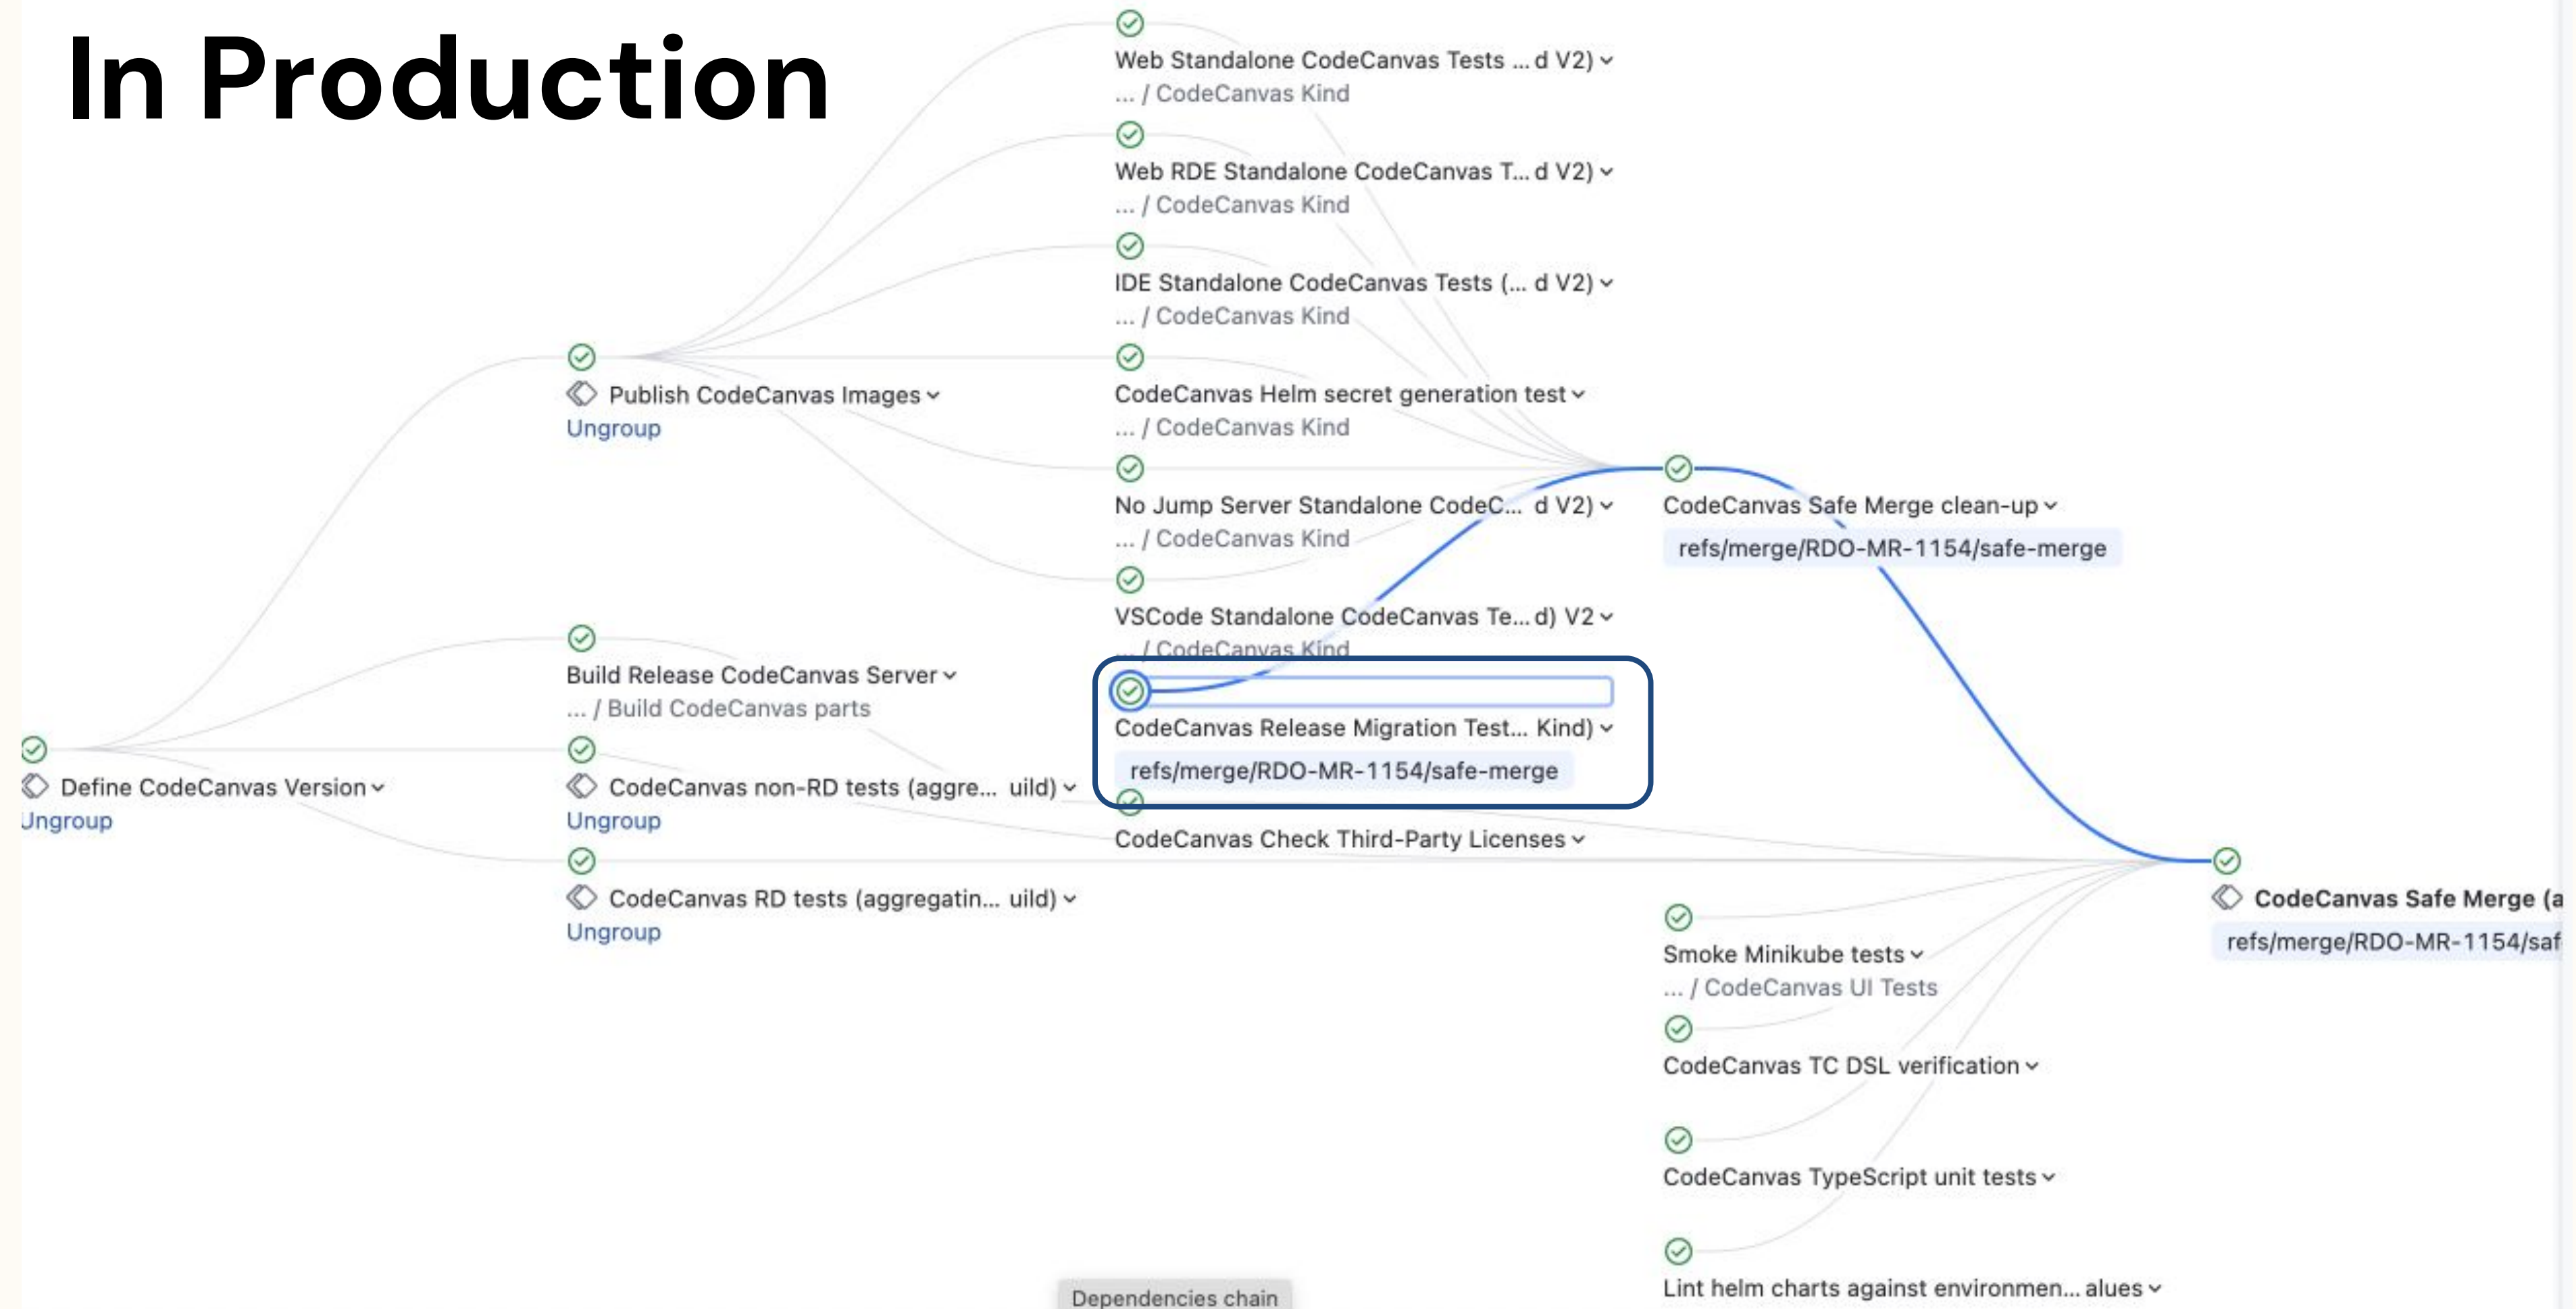 In Production
Web Standalone CodeCanvas Tests ... d V2)
... / CodeCanvas Kind
Web RDE Standalone CodeCanvas T... d V2)
... / CodeCanvas Kind
IDE Standalone CodeCanvas Tests (... d V2)
... / CodeCanvas Kind
Publish CodeCanvas Images
Ungroup
CodeCanvas Helm secret generation test
... / CodeCanvas Kind
No Jump Server Standalone CodeC... d V2)
... / CodeCanvas Kind
CodeCanvas Safe Merge clean-up
refs/merge/RDO-MR-1154/safe-merge
VSCode Standalone CodeCanvas Te... d) V2
... / CodeCanvas Kind
Build Release CodeCanvas Server
... / Build CodeCanvas parts
CodeCanvas Release Migration Test... Kind)
refs/merge/RDO-MR-1154/safe-merge
Define CodeCanvas Version
Ungroup
CodeCanvas non-RD tests (aggre... uild)
Ungroup
CodeCanvas Check Third-Party Licenses
CodeCanvas RD tests (aggregatin... uild)
Ungroup
CodeCanvas Safe Merge (a
refs/merge/RDO-MR-1154/saf
Smoke Minikube tests
... / CodeCanvas UI Tests
CodeCanvas TC DSL verification
CodeCanvas TypeScript unit tests
Lint helm charts against environmen... alues
Dependencies chain